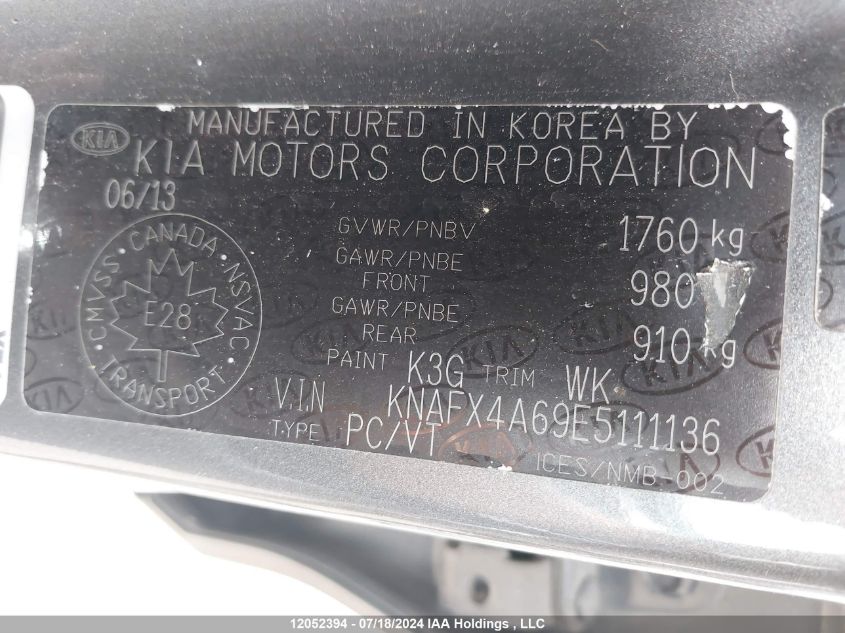 MANUFACTURED IN KOREA BY
KIA
KIA MOTORS CORPORATION
06/13
CMVSS CANADA NSVAC
E28
TRANSPORT
GVWR/PNBV 1760 kg
GAWR/PNBE
FRONT 980
GAWR/PNBE
REAR 910 kg
PAINT K3G TRIM WK
V.I.N KNAFX4A69E5111136
TYPE PC/VT
ICES/NMB-002
12052394 - 07/18/2024 IAA Holdings, LLC